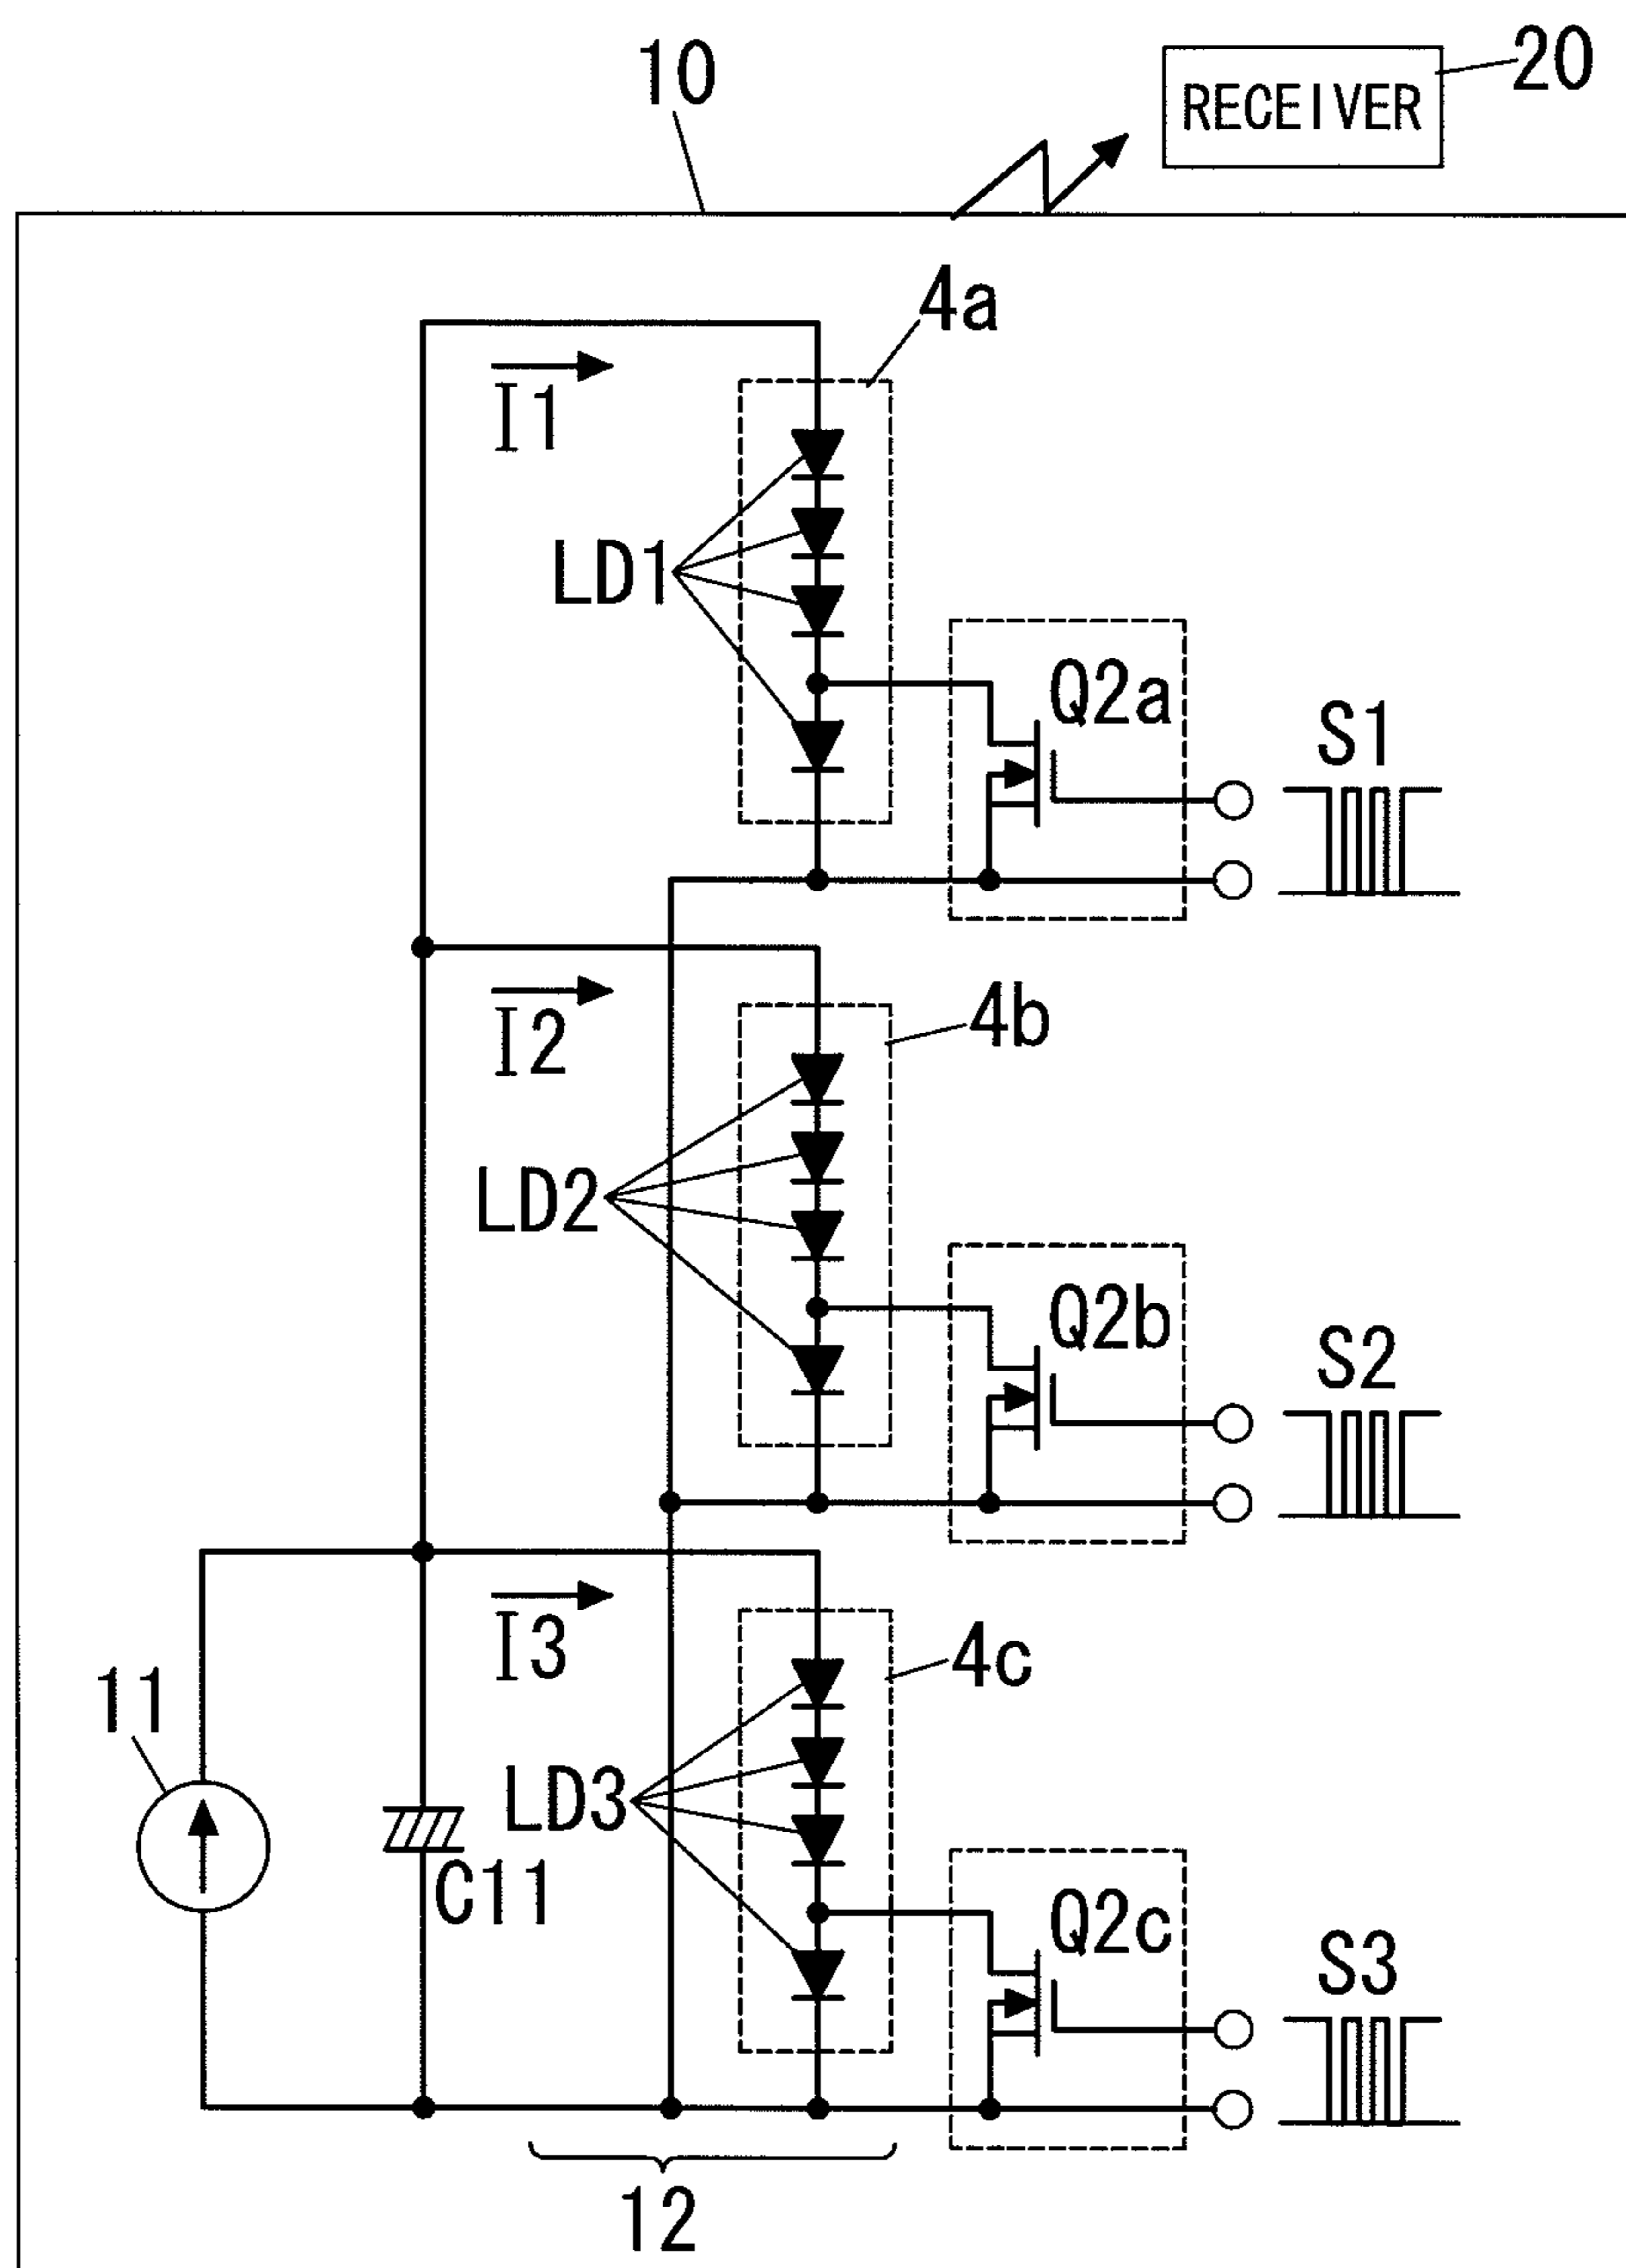 10
20
RECEIVER
4a
I1
LD1
Q2a
S1
4b
I2
LD2
Q2b
S2
I3
4c
11
LD3
C11
Q2c
S3
12